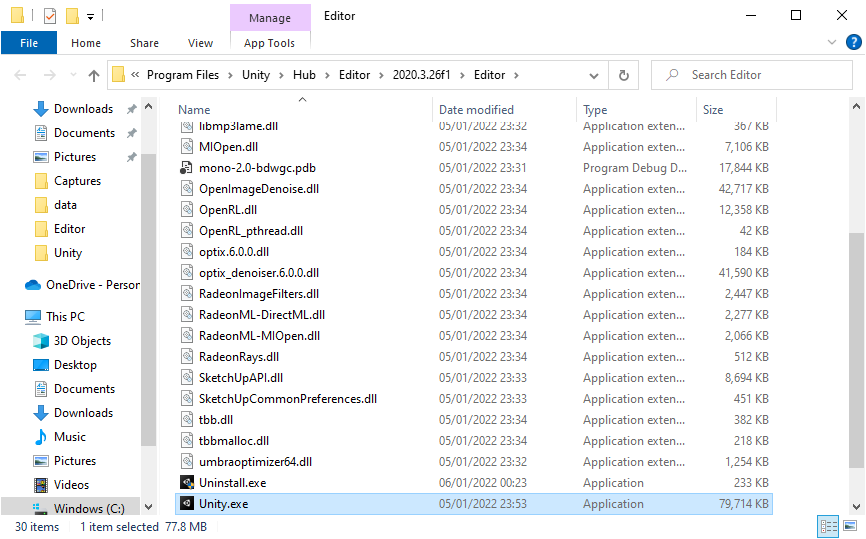 Manage
Editor
File
Home
Share
View
App Tools
« Program Files › Unity › Hub › Editor › 2020.3.26f1 › Editor ›
Search Editor
Downloads
Documents
Pictures
Captures
data
Editor
Unity
OneDrive - Person
This PC
3D Objects
Desktop
Documents
Downloads
Music
Pictures
Videos
Windows (C:)
Name Date modified Type Size
libmp3lame.dll 05/01/2022 23:32 Application exten... 367 KB
MIOpen.dll 05/01/2022 23:34 Application exten... 7,106 KB
mono-2.0-bdwgc.pdb 05/01/2022 23:31 Program Debug D... 17,844 KB
OpenImageDenoise.dll 05/01/2022 23:34 Application exten... 42,717 KB
OpenRL.dll 05/01/2022 23:34 Application exten... 12,358 KB
OpenRL_pthread.dll 05/01/2022 23:34 Application exten... 42 KB
optix.6.0.0.dll 05/01/2022 23:34 Application exten... 184 KB
optix_denoiser.6.0.0.dll 05/01/2022 23:34 Application exten... 41,590 KB
RadeonImageFilters.dll 05/01/2022 23:34 Application exten... 2,447 KB
RadeonML-DirectML.dll 05/01/2022 23:34 Application exten... 2,277 KB
RadeonML-MIOpen.dll 05/01/2022 23:34 Application exten... 2,066 KB
RadeonRays.dll 05/01/2022 23:34 Application exten... 512 KB
SketchUpAPI.dll 05/01/2022 23:33 Application exten... 8,694 KB
SketchUpCommonPreferences.dll 05/01/2022 23:33 Application exten... 451 KB
tbb.dll 05/01/2022 23:34 Application exten... 382 KB
tbbmalloc.dll 05/01/2022 23:34 Application exten... 218 KB
umbraoptimizer64.dll 05/01/2022 23:32 Application exten... 1,254 KB
Uninstall.exe 06/01/2022 00:23 Application 233 KB
Unity.exe 05/01/2022 23:53 Application 79,714 KB
30 items 1 item selected 77.8 MB